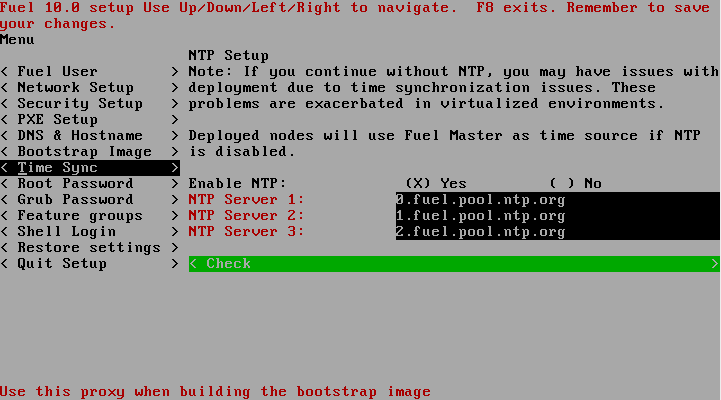 Fuel 10.0 setup Use Up/Down/Left/Right to navigate.  F8 exits. Remember to save
your changes.
Menu
NTP Setup
< Fuel User > Note: If you continue without NTP, you may have issues with
< Network Setup > deployment due to time synchronization issues. These
< Security Setup > problems are exacerbated in virtualized environments.
< PXE Setup >
< DNS & Hostname > Deployed nodes will use Fuel Master as time source if NTP
< Bootstrap Image > is disabled.
< Time Sync >
< Root Password > Enable NTP: (X) Yes ( ) No
< Grub Password > NTP Server 1: 0.fuel.pool.ntp.org
< Feature groups > NTP Server 2: 1.fuel.pool.ntp.org
< Shell Login > NTP Server 3: 2.fuel.pool.ntp.org
< Restore settings >
< Quit Setup > < Check >
Use this proxy when building the bootstrap image